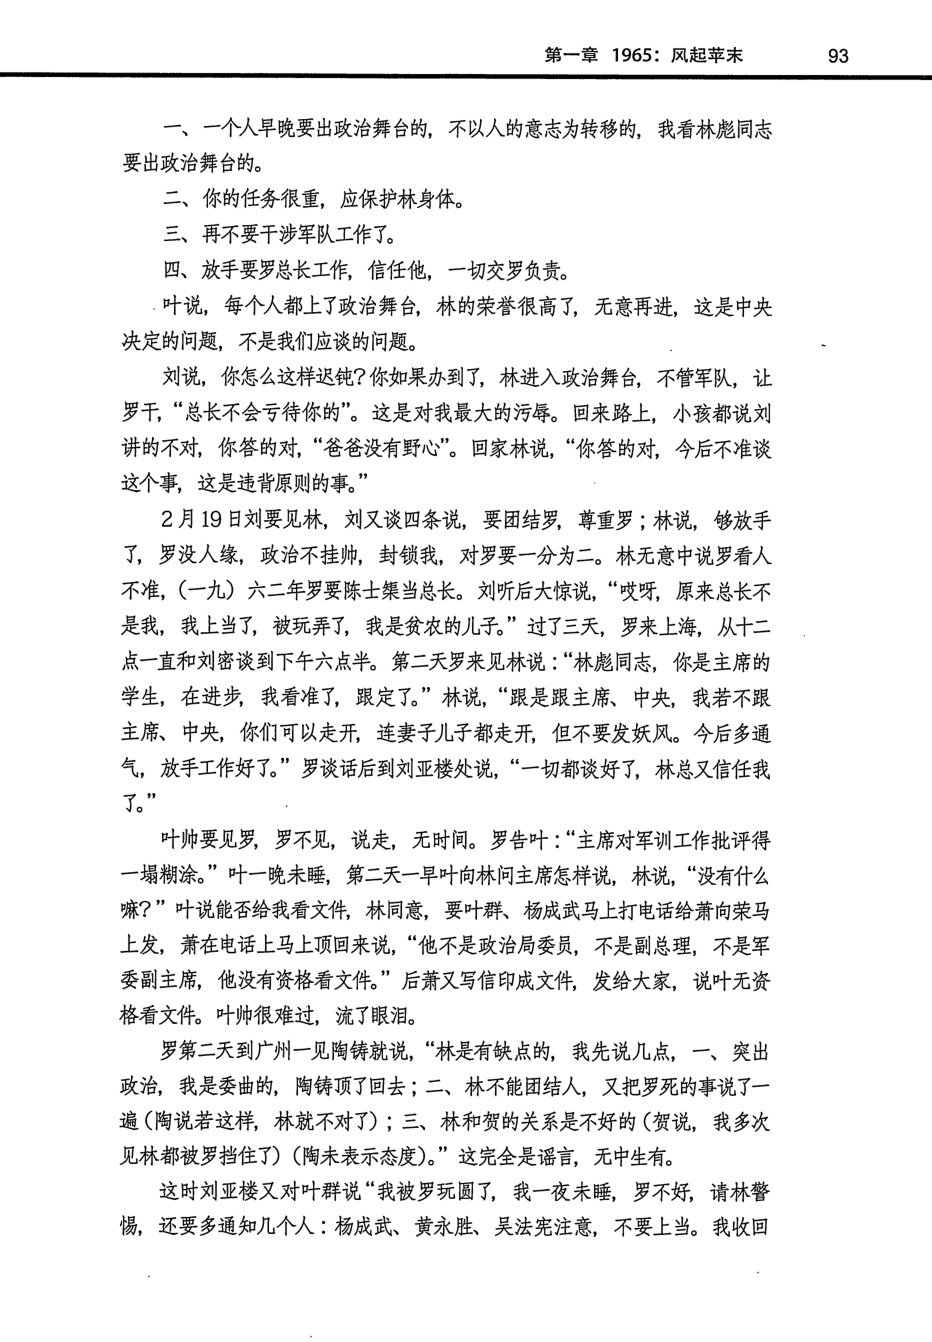 第一章 1965：风起苹末 93
一、一个人早晚要出政治舞台的，不以人的意志为转移的，我看林彪同志
要出政治舞台的。
二、你的任务很重，应保护林身体。
三、再不要干涉军队工作了。
四、放手要罗总长工作，信任他，一切交罗负责。
叶说，每个人都上了政治舞台，林的荣誉很高了，无意再进，这是中央
决定的问题，不是我们应谈的问题。
刘说，你怎么这样迟钝？你如果办到了，林进入政治舞台，不管军队，让
罗干，“总长不会亏待你的”。这是对我最大的污辱。回来路上，小孩都说刘
讲的不对，你答的对，“爸爸没有野心”。回家林说，“你答的对，今后不准谈
这个事，这是违背原则的事。”
2月19日刘要见林，刘又谈四条说，要团结罗，尊重罗；林说，够放手
了，罗没人缘，政治不挂帅，封锁我，对罗要一分为二。林无意中说罗看人
不准，（一九）六二年罗要陈士榘当总长。刘听后大惊说，“哎呀，原来总长不
是我，我上当了，被玩弄了，我是贫农的儿子。”过了三天，罗来上海，从十二
点一直和刘密谈到下午六点半。第二天罗来见林说：“林彪同志，你是主席的
学生，在进步，我看准了，跟定了。”林说，“跟是跟主席、中央，我若不跟
主席、中央，你们可以走开，连妻子儿子都走开，但不要发妖风。今后多通
气，放手工作好了。”罗谈话后到刘亚楼处说，“一切都谈好了，林总又信任我
了。”
叶帅要见罗，罗不见，说走，无时间。罗告叶：“主席对军训工作批评得
一塌糊涂。”叶一晚未睡，第二天一早叶向林问主席怎样说，林说，“没有什么
嘛？”叶说能否给我看文件，林同意，要叶群、杨成武马上打电话给萧向荣马
上发，萧在电话上马上顶回来说，“他不是政治局委员，不是副总理，不是军
委副主席，他没有资格看文件。”后萧又写信印成文件，发给大家，说叶无资
格看文件。叶帅很难过，流了眼泪。
罗第二天到广州一见陶铸就说，“林是有缺点的，我先说几点，一、突出
政治，我是委曲的，陶铸顶了回去；二、林不能团结人，又把罗死的事说了一
遍（陶说若这样，林就不对了）；三、林和贺的关系是不好的（贺说，我多次
见林都被罗挡住了）（陶未表示态度）。”这完全是谣言，无中生有。
这时刘亚楼又对叶群说“我被罗玩圆了，我一夜未睡，罗不好，请林警
惕，还要多通知几个人：杨成武、黄永胜、吴法宪注意，不要上当。我收回